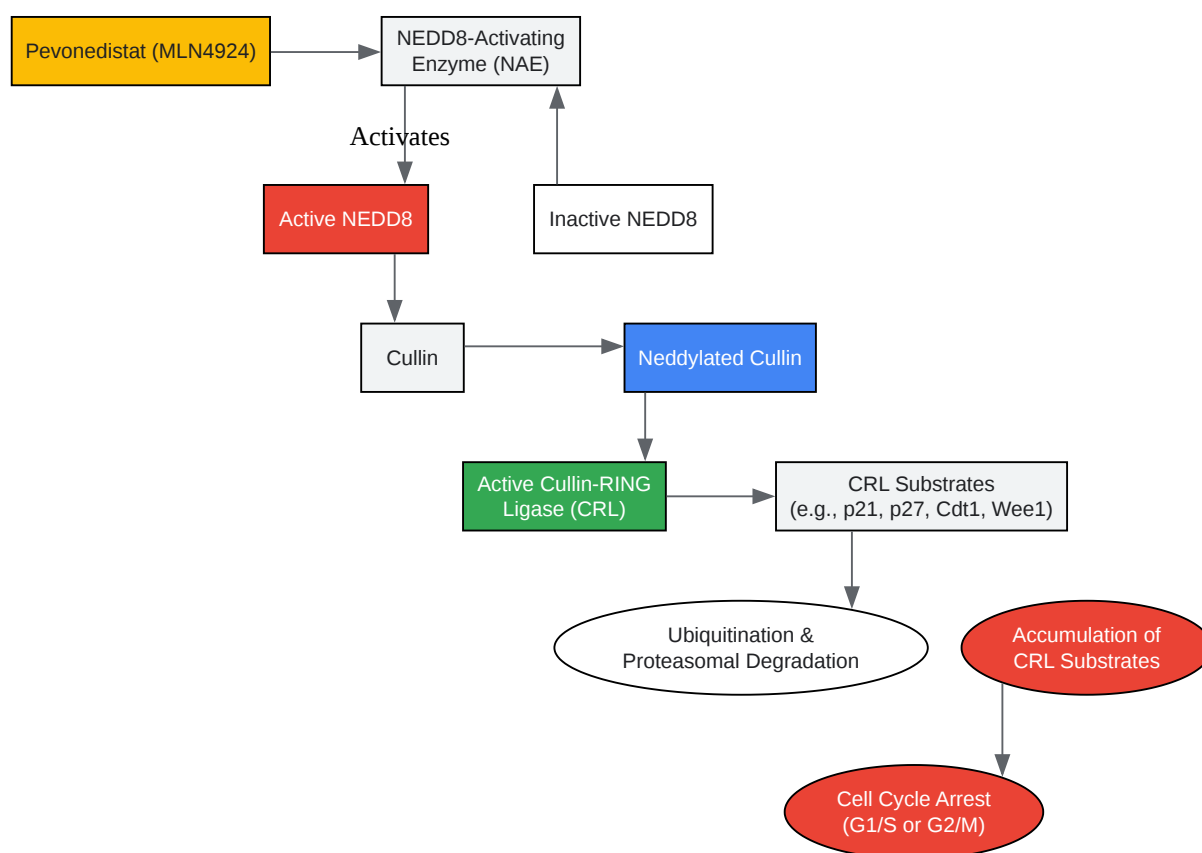 Pevonedistat (MLN4924)
NEDD8-Activating
Enzyme (NAE)
Activates
Active NEDD8
Inactive NEDD8
Cullin
Neddylated Cullin
Active Cullin-RING
Ligase (CRL)
CRL Substrates
(e.g., p21, p27, Cdt1, Wee1)
Ubiquitination &
Proteasomal Degradation
Accumulation of
CRL Substrates
Cell Cycle Arrest
(G1/S or G2/M)